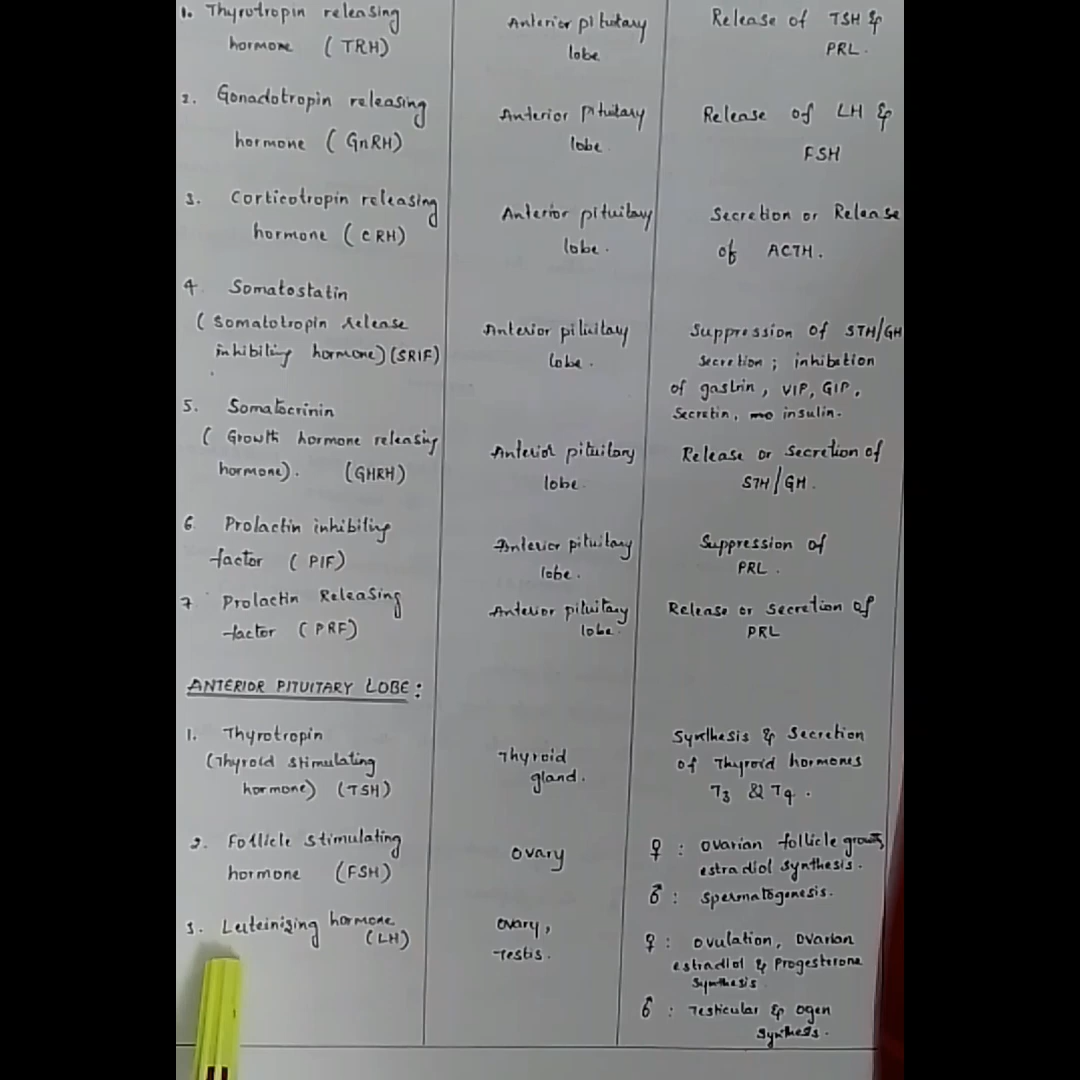 1. Thyrotropin releasing
hormone (TRH)
Anterior pituitary
lobe
Release of TSH &
PRL.
2. Gonadotropin releasing
hormone (GnRH)
Anterior pituitary
lobe
Release of LH &
FSH
3. Corticotropin releasing
hormone (CRH)
Anterior pituitary
lobe.
Secretion or Release
of ACTH.
4 Somatostatin
(Somatotropin release
inhibiting hormone) (SRIF)
Anterior pituitary
lobe.
Suppression of STH/GH
secretion; inhibition
of gastrin, VIP, GIP,
Secretin, insulin.
5. Somatocrinin
(Growth hormone releasing
hormone). (GHRH)
Anterior pituitary
lobe.
Release or secretion of
STH/GH.
6 Prolactin inhibiting
factor (PIF)
Anterior pituitary
lobe.
Suppression of
PRL.
7 Prolactin Releasing
factor (PRF)
Anterior pituitary
lobe.
Release or secretion of
PRL
ANTERIOR PITUITARY LOBE:
1. Thyrotropin
(Thyroid stimulating
hormone) (TSH)
Thyroid
gland.
Synthesis & secretion
of Thyroid hormones
T3 & T4.
2. Follicle stimulating
hormone (FSH)
Ovary
♀: ovarian follicle growth,
estradiol synthesis.
♂: Spermatogenesis.
3. Luteinizing hormone
(LH)
Ovary,
Testis.
♀: ovulation, ovarian
estradiol & Progesterone
synthesis
♂: Testicular & ogen
synthesis.